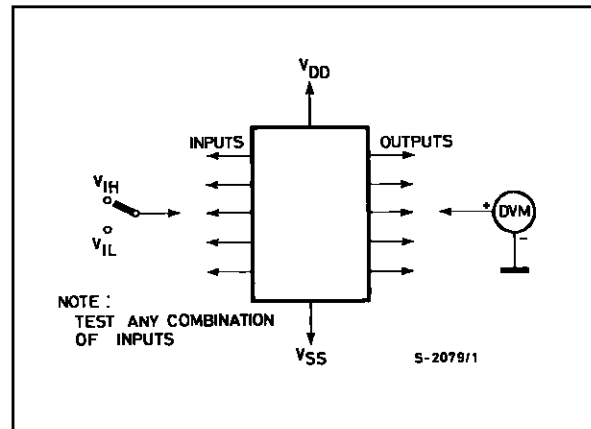 VDD
INPUTS
OUTPUTS
VIH
VIL
+
DVM
-
NOTE :
TEST ANY COMBINATION
OF INPUTS
VSS
S-2079/1